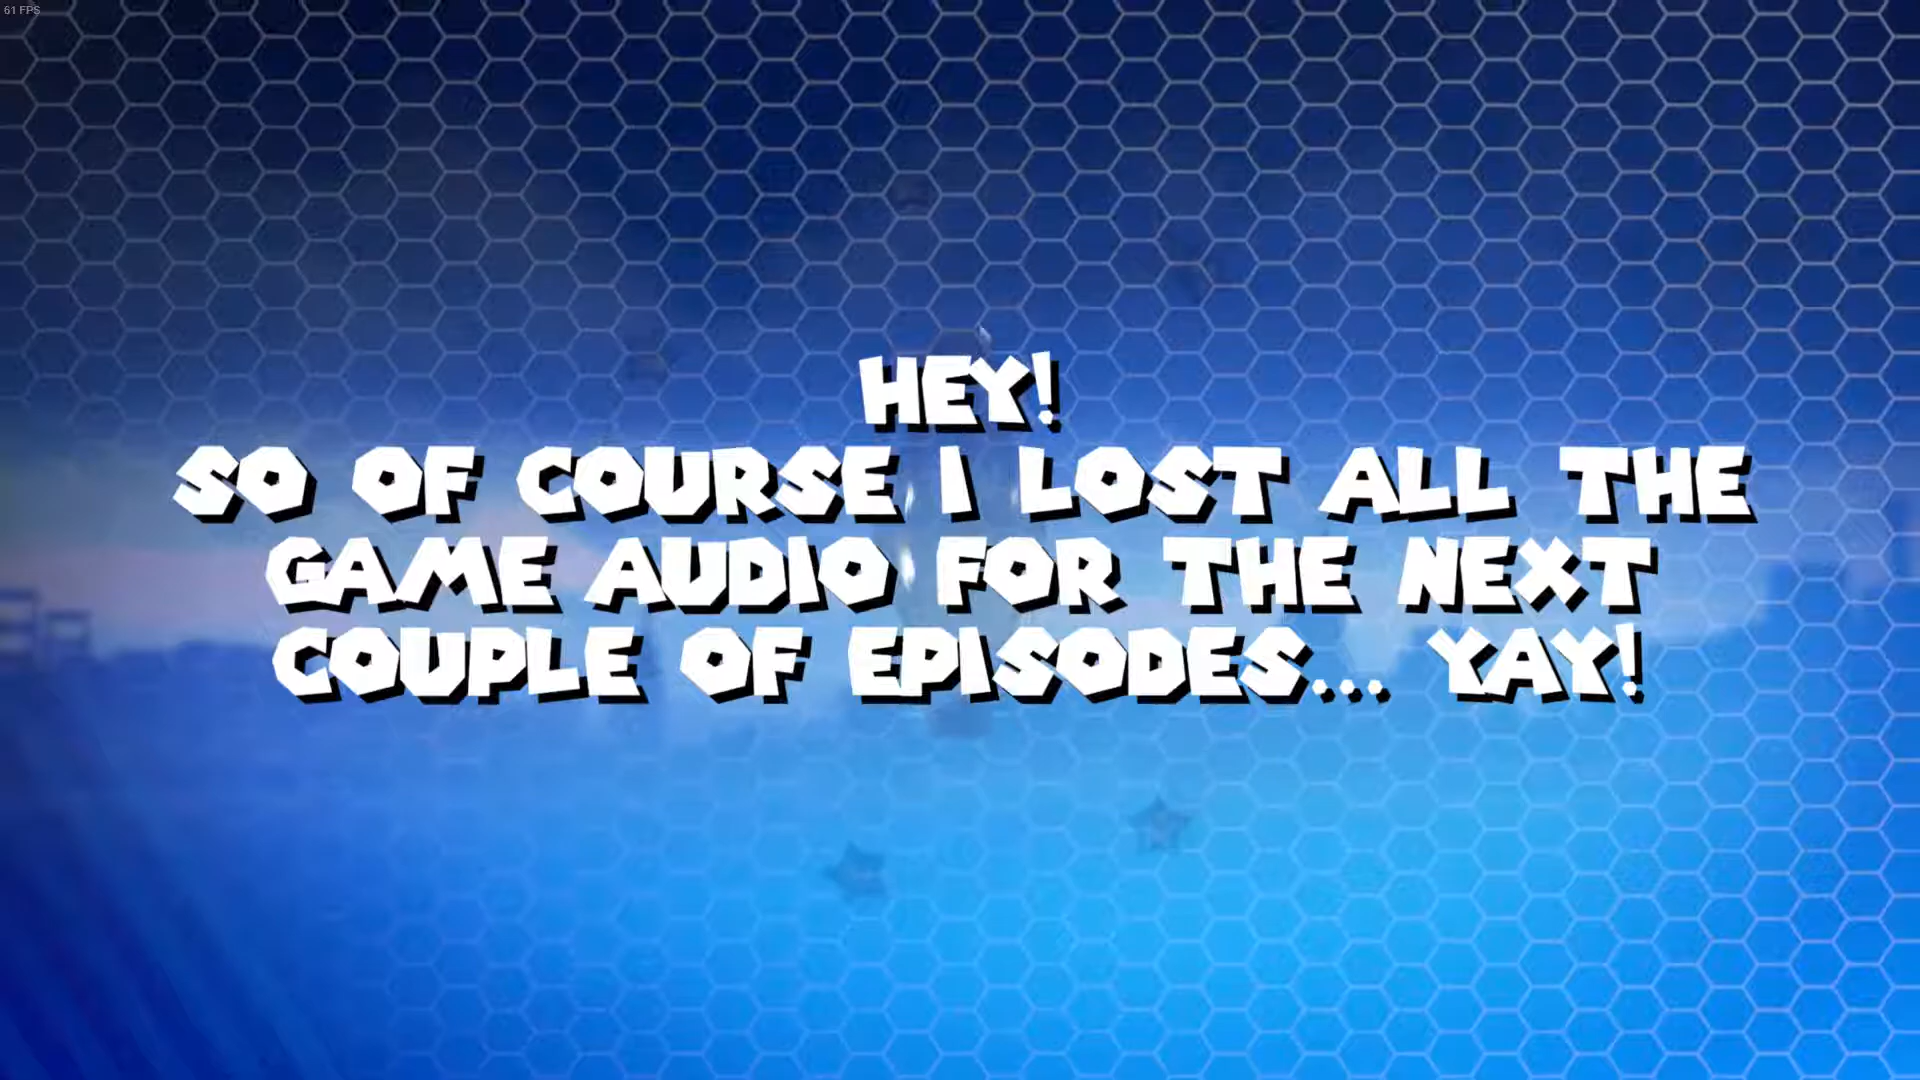 61 FPS
HEY!
SO OF COURSE I LOST ALL THE
GAME AUDIO FOR THE NEXT
COUPLE OF EPISODES... YAY!